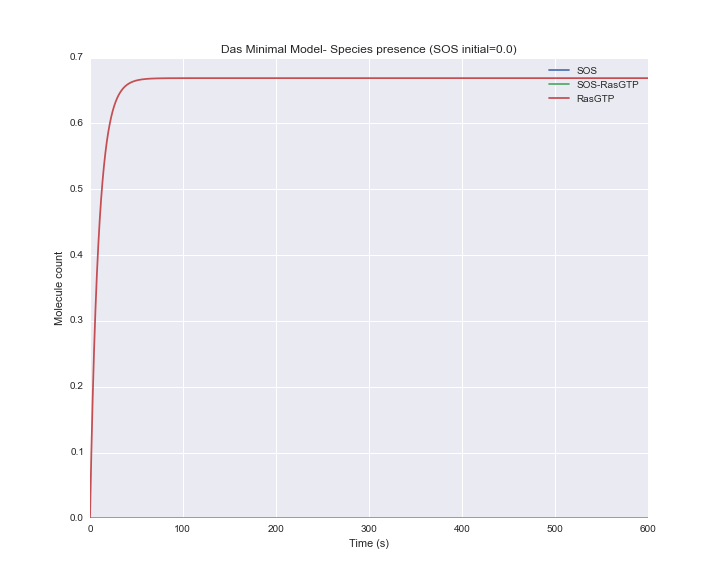 Das Minimal Model- Species presence (SOS initial=0.0)
0.7
SOS
SOS-RasGTP
RasGTP
0.6
0.5
0.4
Molecule count
0.3
0.2
0.1
0.0
0 100 200 300 400 500 600
Time (s)